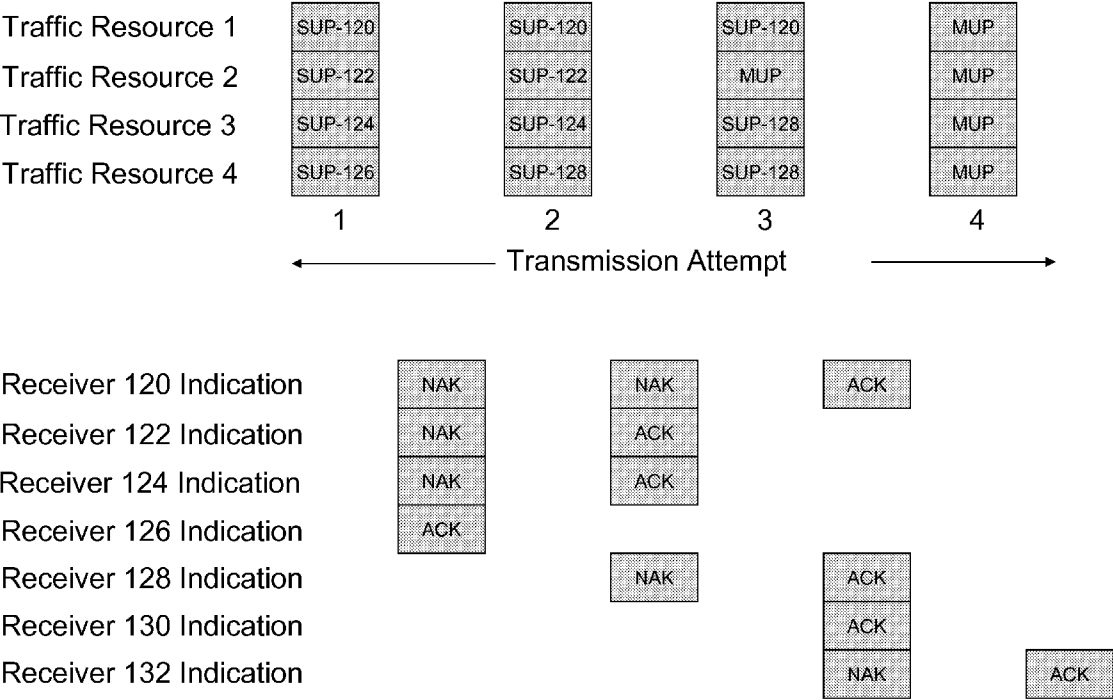 Traffic Resource 1 SUP-120 SUP-120 SUP-120 MUP
Traffic Resource 2 SUP-122 SUP-122 MUP MUP
Traffic Resource 3 SUP-124 SUP-124 SUP-128 MUP
Traffic Resource 4 SUP-126 SUP-128 SUP-128 MUP
1 2 3 4
Transmission Attempt
Receiver 120 Indication NAK NAK ACK
Receiver 122 Indication NAK ACK
Receiver 124 Indication NAK ACK
Receiver 126 Indication ACK
Receiver 128 Indication NAK ACK
Receiver 130 Indication ACK
Receiver 132 Indication NAK ACK